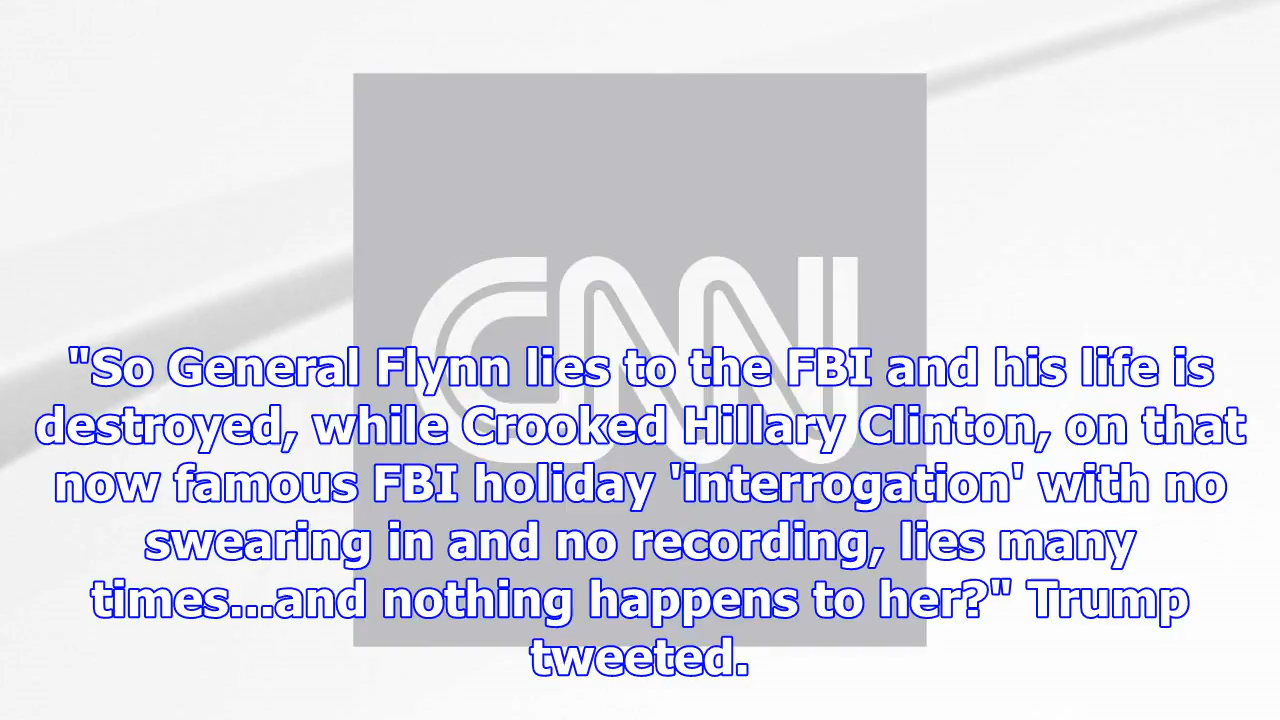 CNN
"So General Flynn lies to the FBI and his life is
destroyed, while Crooked Hillary Clinton, on that
now famous FBI holiday 'interrogation' with no
swearing in and no recording, lies many
times...and nothing happens to her?" Trump
tweeted.